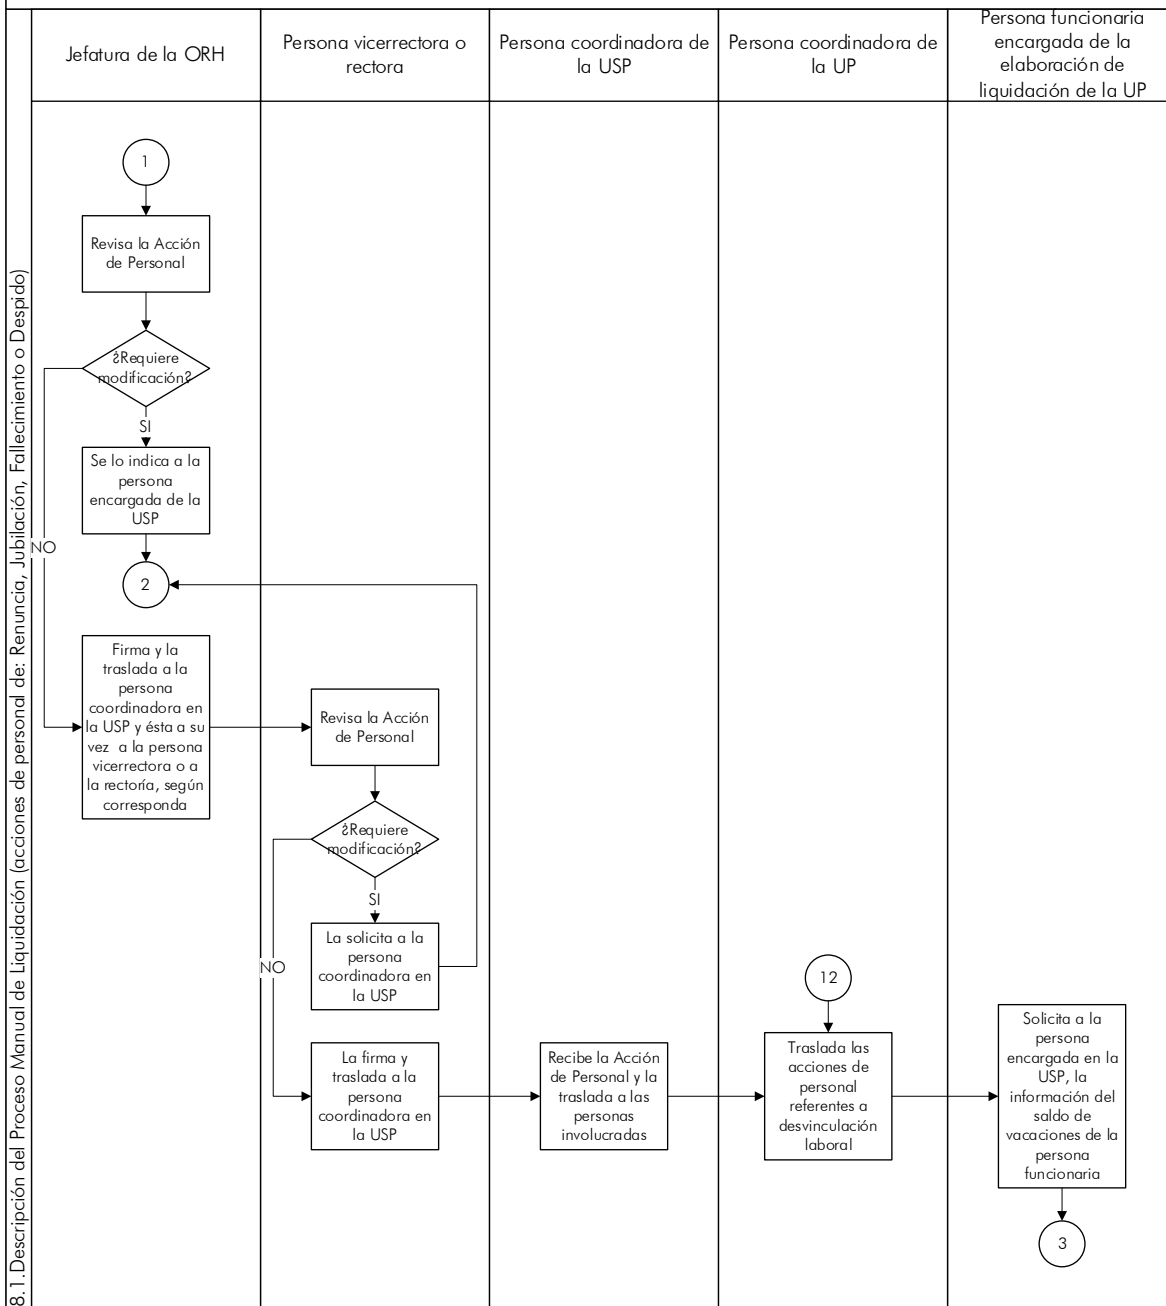 8.1.Descripción del Proceso Manual de Liquidación (acciones de personal de: Renuncia, Jubilación, Fallecimiento o Despido)
Jefatura de la ORH
Persona vicerrectora o
rectora
Persona coordinadora de
la USP
Persona coordinadora de
la UP
Persona funcionaria
encargada de la
elaboración de
liquidación de la UP
1
Revisa la Acción
de Personal
¿Requiere
modificación?
SI
Se lo indica a la
persona
encargada de la
USP
NO
2
Firma y la
traslada a la
persona
coordinadora en
la USP y ésta a su
vez a la persona
vicerrectora o a
la rectoría, según
corresponda
Revisa la Acción
de Personal
¿Requiere
modificación?
SI
La solicita a la
persona
coordinadora en
la USP
NO
La firma y
traslada a la
persona
coordinadora en
la USP
Recibe la Acción
de Personal y la
traslada a las
personas
involucradas
12
Traslada las
acciones de
personal
referentes a
desvinculación
laboral
Solicita a la
persona
encargada en la
USP, la
información del
saldo de
vacaciones de la
persona
funcionaria
3